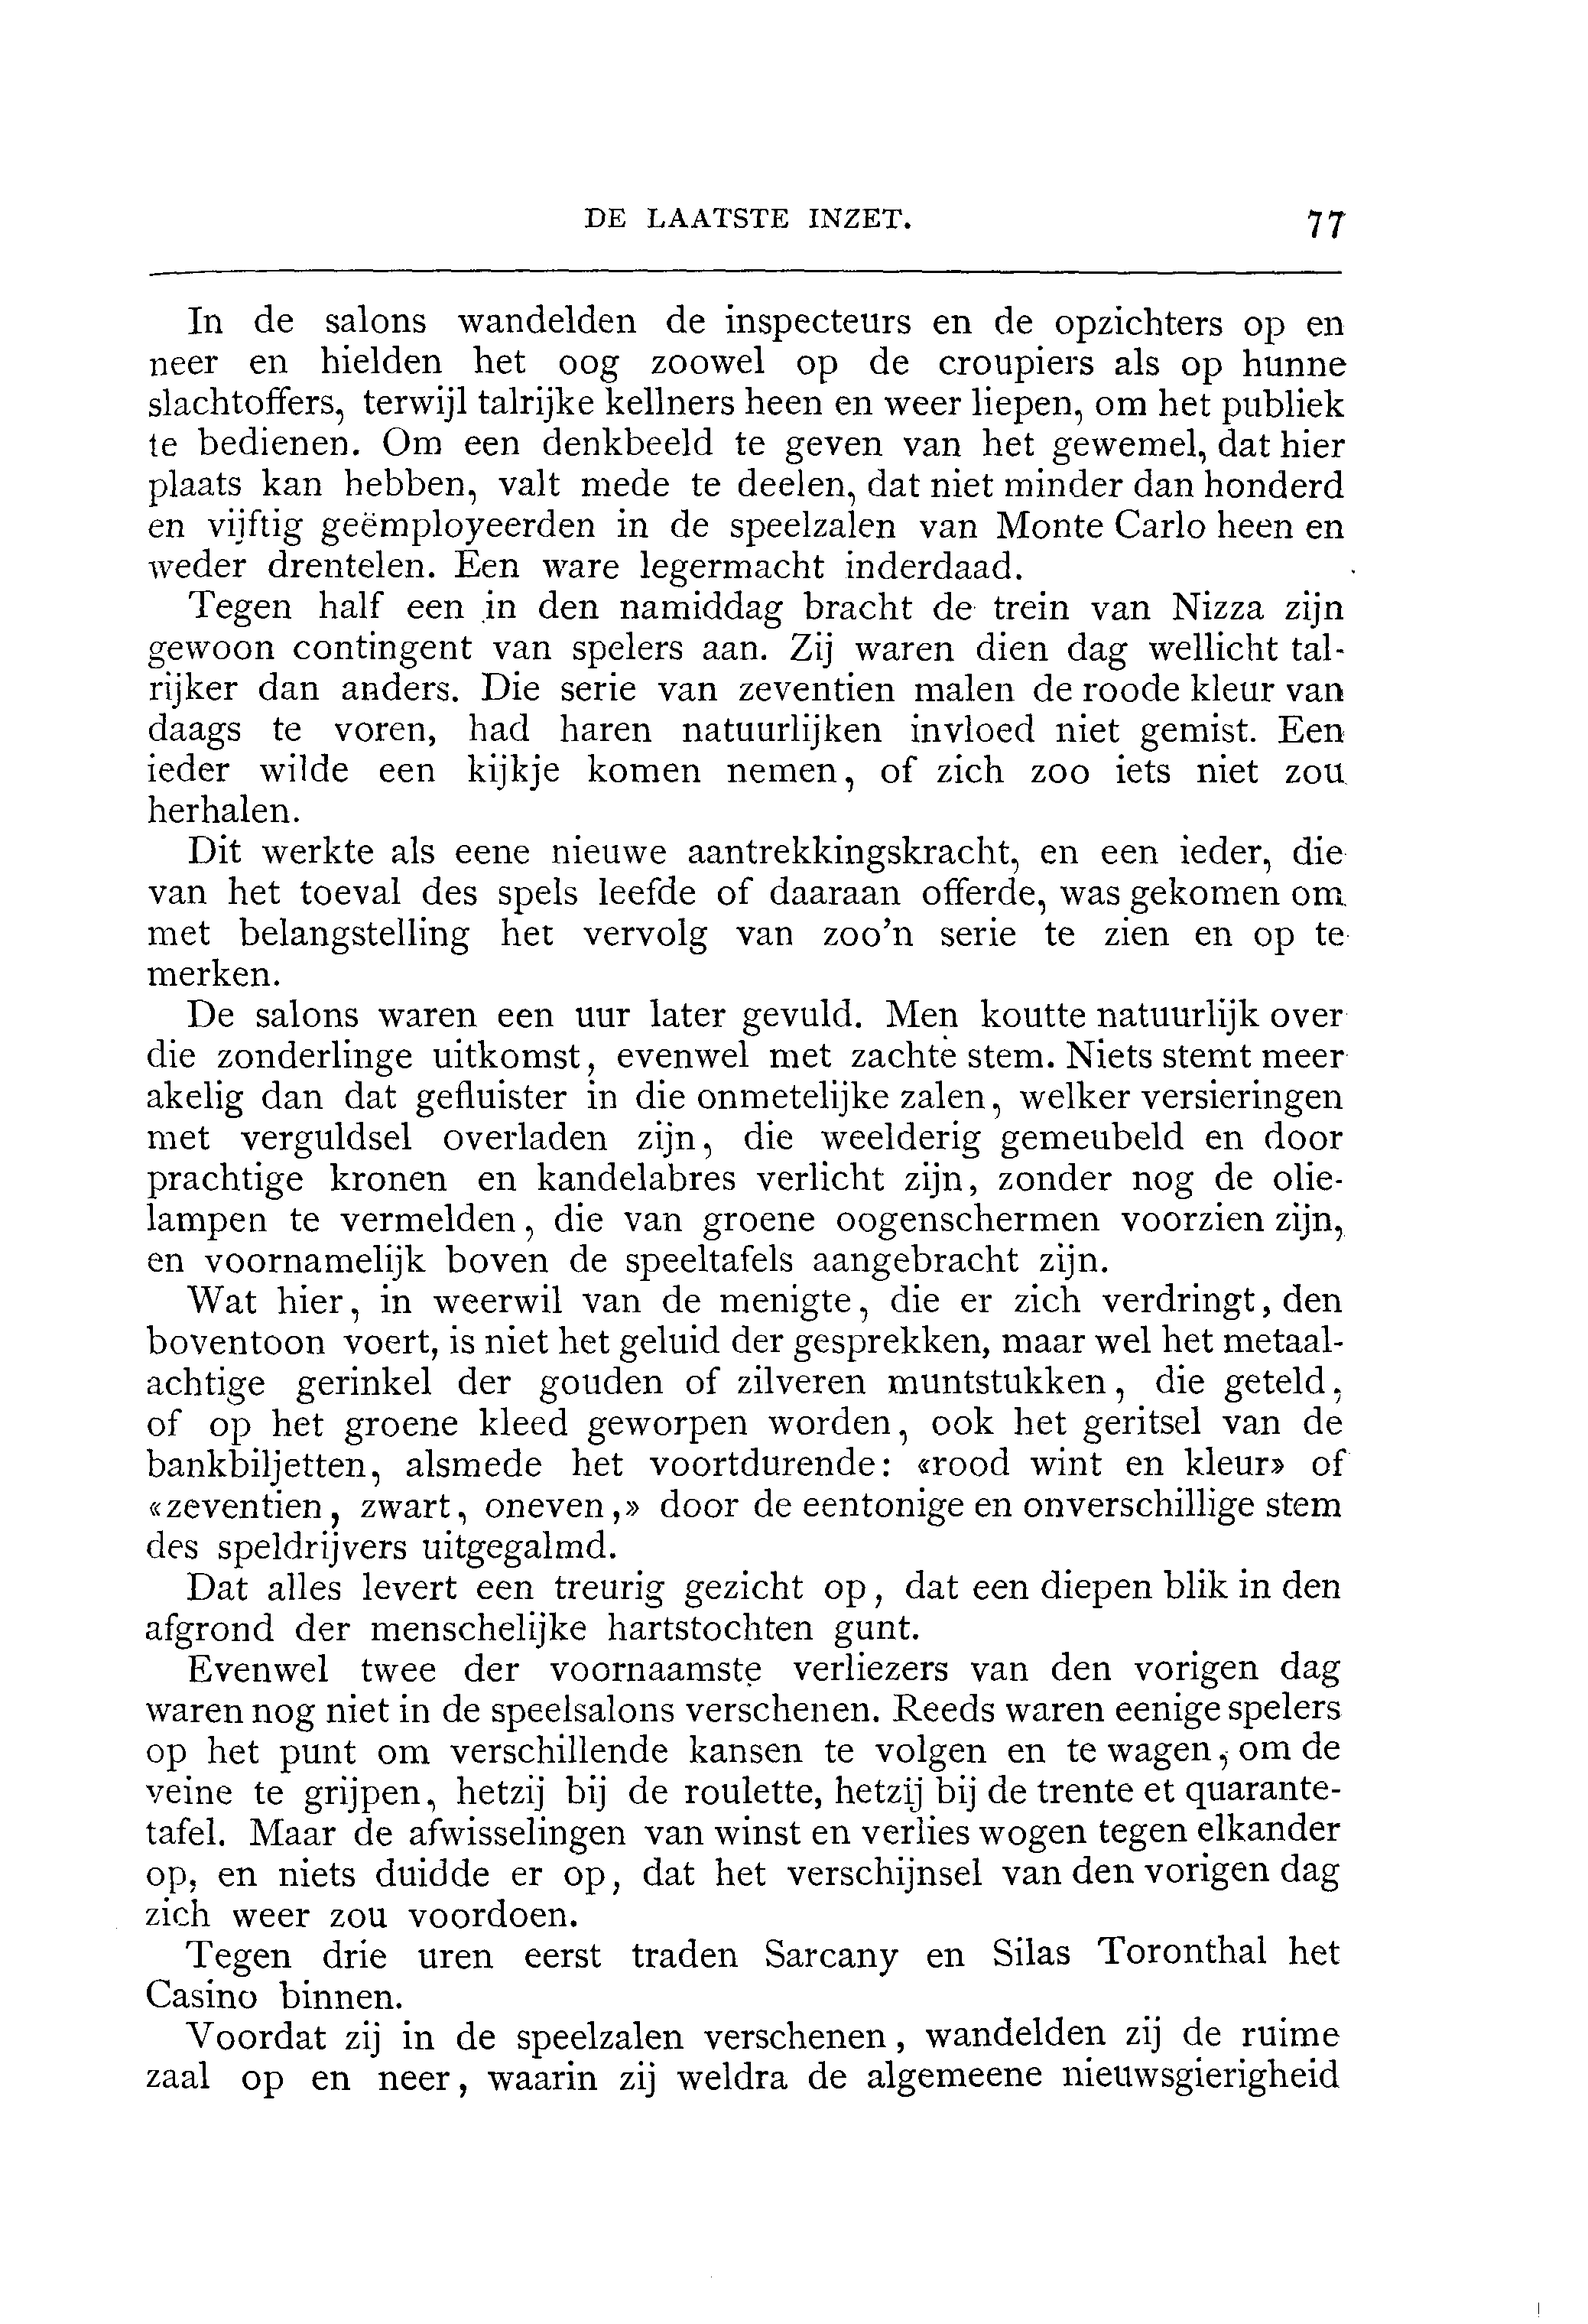 DE LAATSTE INZET. 77
In de salons wandelden de inspecteurs en de opzichters op en
neer en hielden het oog zoowel op de croupiers als op hunne
slachtoffers, terwijl talrijke kellners heen en weer liepen, om het publiek
te bedienen. Om een denkbeeld te geven van het gewemel, dat hier
plaats kan hebben, valt mede te deelen, dat niet minder dan honderd
en vijftig geëmployeerden in de speelzalen van Monte Carlo heen en
weder drentelen. Een ware legermacht inderdaad.
Tegen half een in den namiddag bracht de trein van Nizza zijn
gewoon contingent van spelers aan. Zij waren dien dag wellicht tal-
rijker dan anders. Die serie van zeventien malen de roode kleur van
daags te voren, had haren natuurlijken invloed niet gemist. Een
ieder wilde een kijkje komen nemen, of zich zoo iets niet zou
herhalen.
Dit werkte als eene nieuwe aantrekkingskracht, en een ieder, die
van het toeval des spels leefde of daaraan offerde, was gekomen om
met belangstelling het vervolg van zoo'n serie te zien en op te
merken.
De salons waren een uur later gevuld. Men koutte natuurlijk over
die zonderlinge uitkomst, evenwel met zachte stem. Niets stemt meer
akelig dan dat gefluister in die onmetelijke zalen, welker versieringen
met verguldsel overladen zijn, die weelderig gemeubeld en door
prachtige kronen en kandelabres verlicht zijn, zonder nog de olie-
lampen te vermelden, die van groene oogenschermen voorzien zijn,
en voornamelijk boven de speeltafels aangebracht zijn.
Wat hier, in weerwil van de menigte, die er zich verdringt, den
boventoon voert, is niet het geluid der gesprekken, maar wel het metaal-
achtige gerinkel der gouden of zilveren muntstukken, die geteld,
of op het groene kleed geworpen worden, ook het geritsel van de
bankbiljetten, alsmede het voortdurende: «rood wint en kleur» of
«zeventien, zwart, oneven,» door de eentonige en onverschillige stem
des speldrijvers uitgegalmd.
Dat alles levert een treurig gezicht op, dat een diepen blik in den
afgrond der menschelijke hartstochten gunt.
Evenwel twee der voornaamste verliezers van den vorigen dag
waren nog niet in de speelsalons verschenen. Reeds waren eenige spelers
op het punt om verschillende kansen te volgen en te wagen, om de
veine te grijpen, hetzij bij de roulette, hetzij bij de trente et quarante-
tafel. Maar de afwisselingen van winst en verlies wogen tegen elkander
op, en niets duidde er op, dat het verschijnsel van den vorigen dag
zich weer zou voordoen.
Tegen drie uren eerst traden Sarcany en Silas Toronthal het
Casino binnen.
Voordat zij in de speelzalen verschenen, wandelden zij de ruime
zaal op en neer, waarin zij weldra de algemeene nieuwsgierigheid